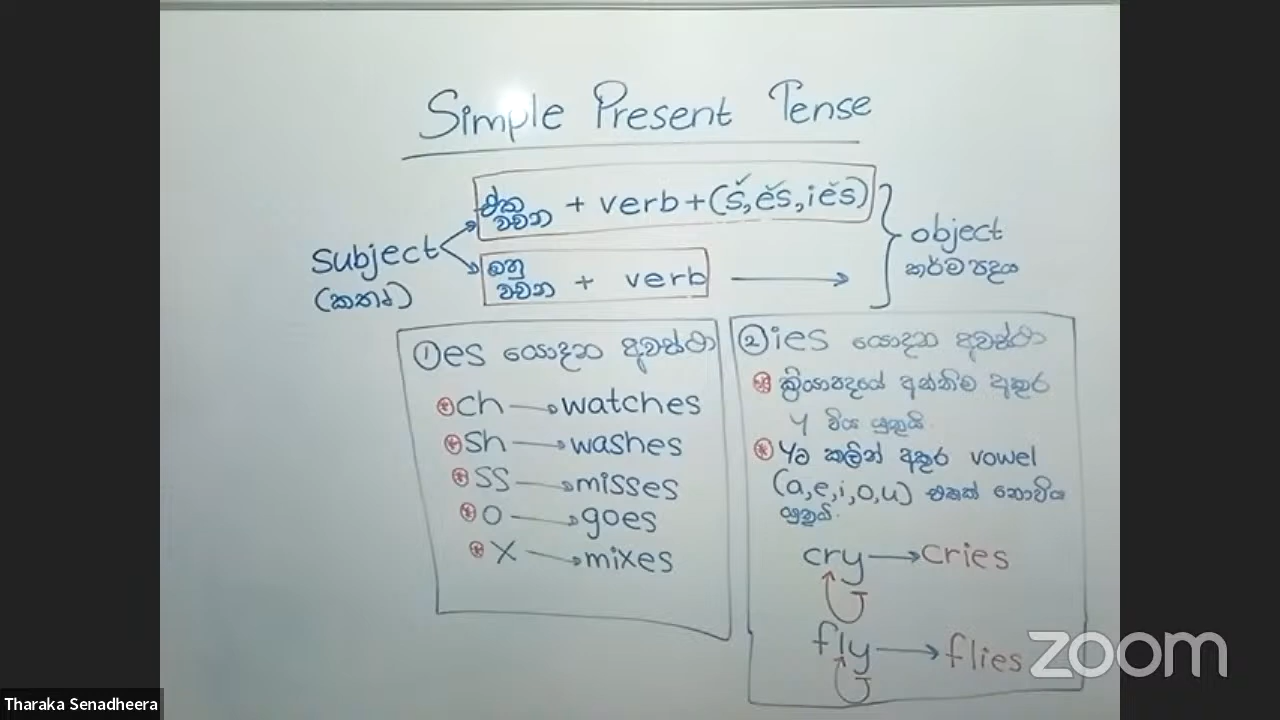 Simple Present Tense
ඒක වචන + verb + (s, es, ies)
subject
(කතෘ)
බහු වචන + verb
object
කර්ම පදය
① es යොදන අවස්ථා
ch → watches
sh → washes
ss → misses
o → goes
x → mixes
② ies යොදන අවස්ථා
ක්‍රියාපදයේ අන්තිම අකුර
y විය යුතුයි.
y ට කලින් අකුර vowel
(a,e,i,o,u) එකක් නොවිය
යුතුයි.
cry → cries
fly → flies
zoom
Tharaka Senadheera